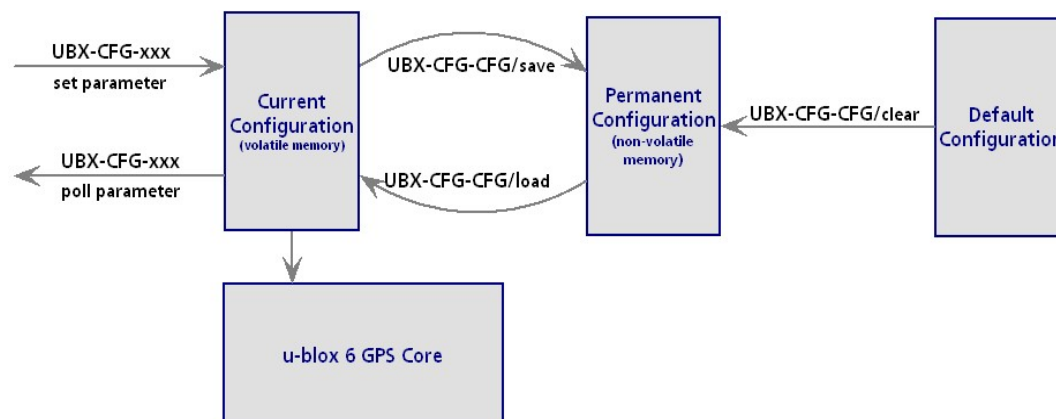 UBX-CFG-xxx
set parameter
UBX-CFG-xxx
poll parameter
Current
Configuration
(volatile memory)
UBX-CFG-CFG/save
UBX-CFG-CFG/load
Permanent
Configuration
(non-volatile
memory)
UBX-CFG-CFG/clear
Default
Configuration
u-blox 6 GPS Core